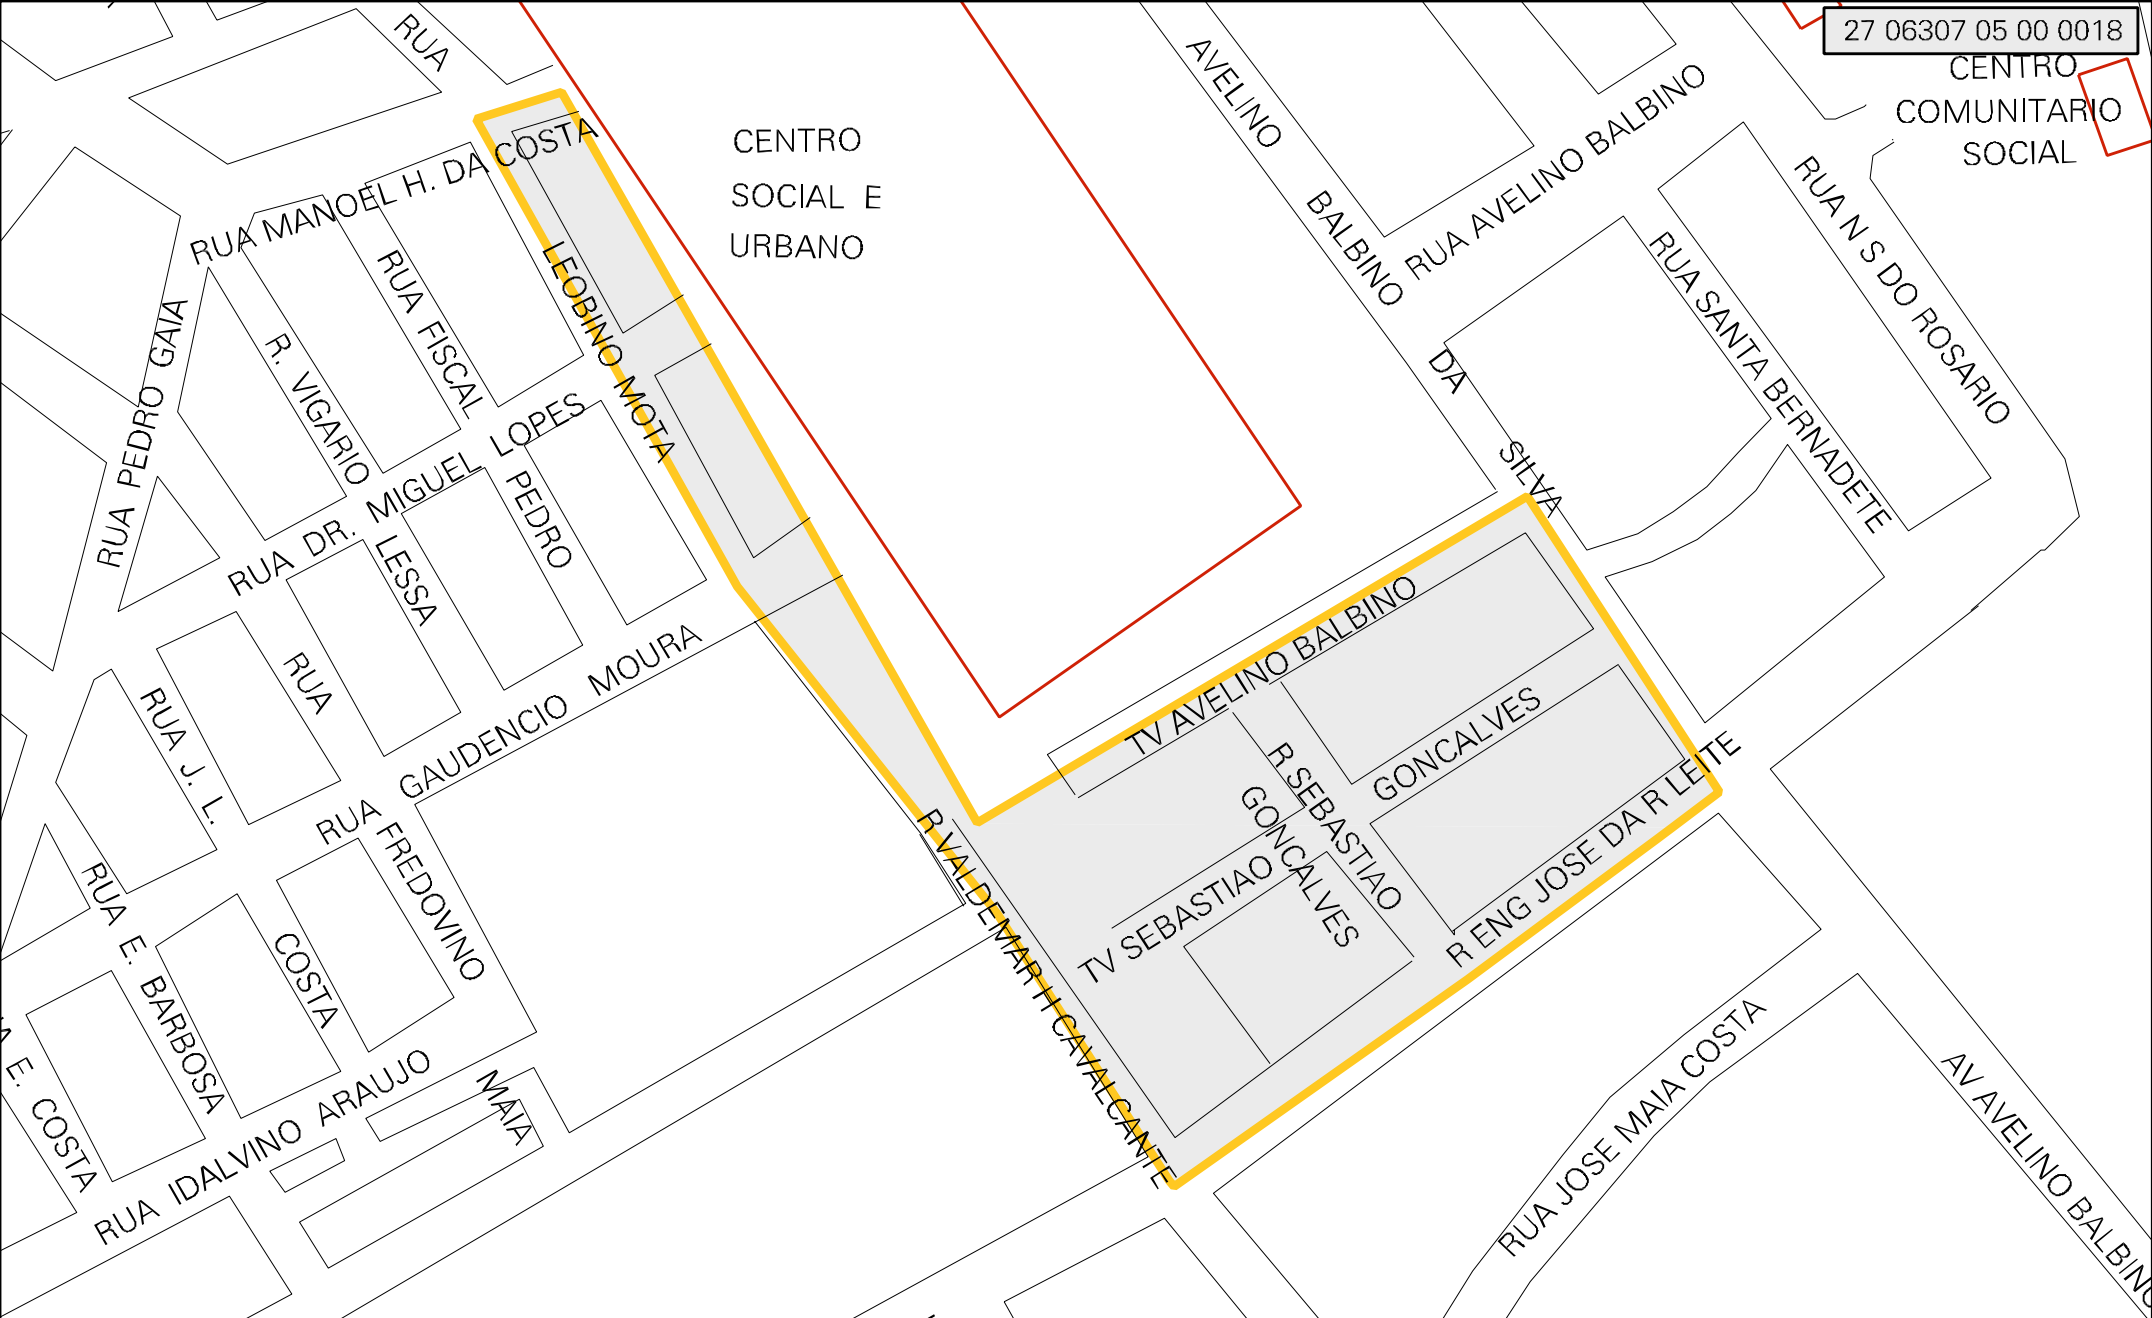 27 06307 05 00 0018
CENTRO
COMUNITARIO
SOCIAL
RUA
CENTRO
SOCIAL E
URBANO
AVELINO
BALBINO
DA
SILVA
RUA AVELINO BALBINO
RUA N S DO ROSARIO
RUA SANTA BERNADETE
RUA MANOEL H. DA COSTA
LEOBINO MOTA
RUA FISCAL
R. VIGARIO
RUA PEDRO GAIA
RUA DR. MIGUEL LOPES
PEDRO
LESSA
RUA
RUA J. L.
RUA GAUDENCIO MOURA
FREDOVINO
COSTA
RUA E. BARBOSA
E. COSTA
RUA IDALVINO ARAUJO
MAIA
TV AVELINO BALBINO
R SEBASTIAO
GONCALVES
GONCALVES
TV SEBASTIAO
R ENG JOSE DA R LEITE
R VALDEMAR H CAVALCANTE
RUA JOSE MAIA COSTA
AV AVELINO BALBINO